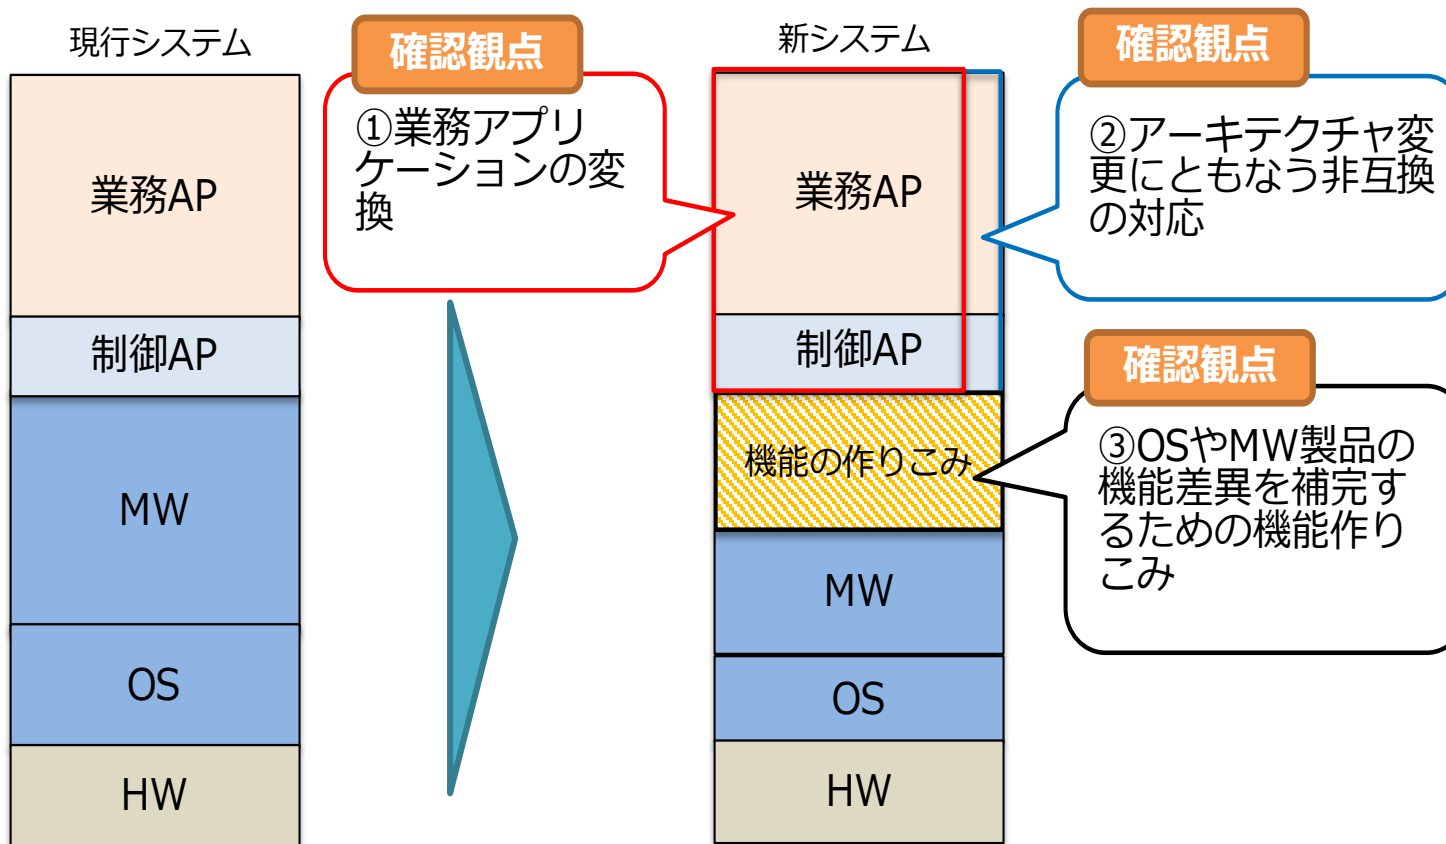 現行システム
業務AP
制御AP
MW
OS
HW
確認観点
①業務アプリ
ケーションの変
換
新システム
業務AP
制御AP
機能の作りこみ
MW
OS
HW
確認観点
②アーキテクチャ変
更にともなう非互換
の対応
確認観点
③OSやMW製品の
機能差異を補完す
るための機能作り
こみ